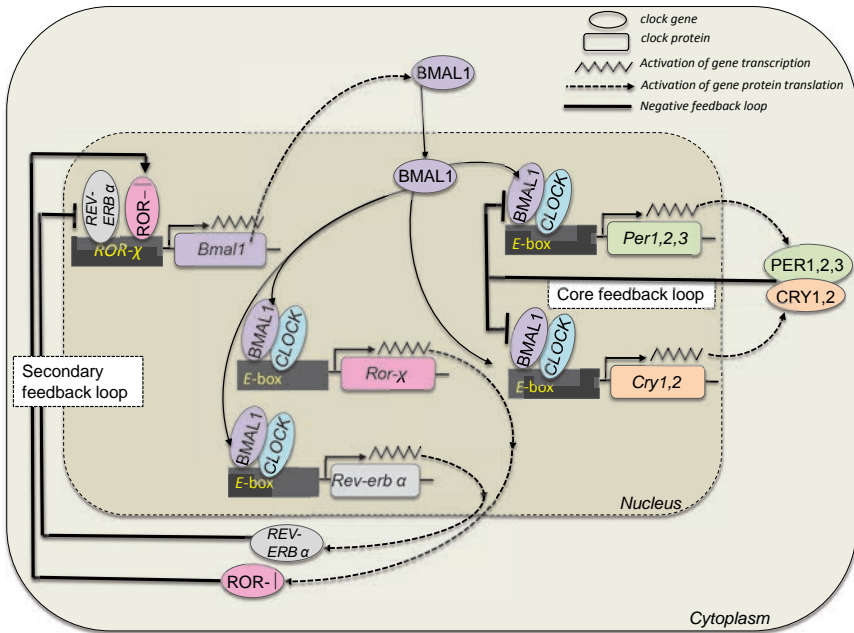 clock gene
clock protein
Activation of gene transcription
Activation of gene protein translation
Negative feedback loop
BMAL1
BMAL1
REV-
ERB α
ROR-
ROR-χ
Bmal1
BMAL1
CLOCK
E-box
Per1,2,3
PER1,2,3
CRY1,2
Core feedback loop
BMAL1
CLOCK
E-box
Cry1,2
BMAL1
CLOCK
E-box
Ror-χ
Secondary
feedback loop
BMAL1
CLOCK
E-box
Rev-erb α
Nucleus
REV-
ERB α
ROR-
Cytoplasm